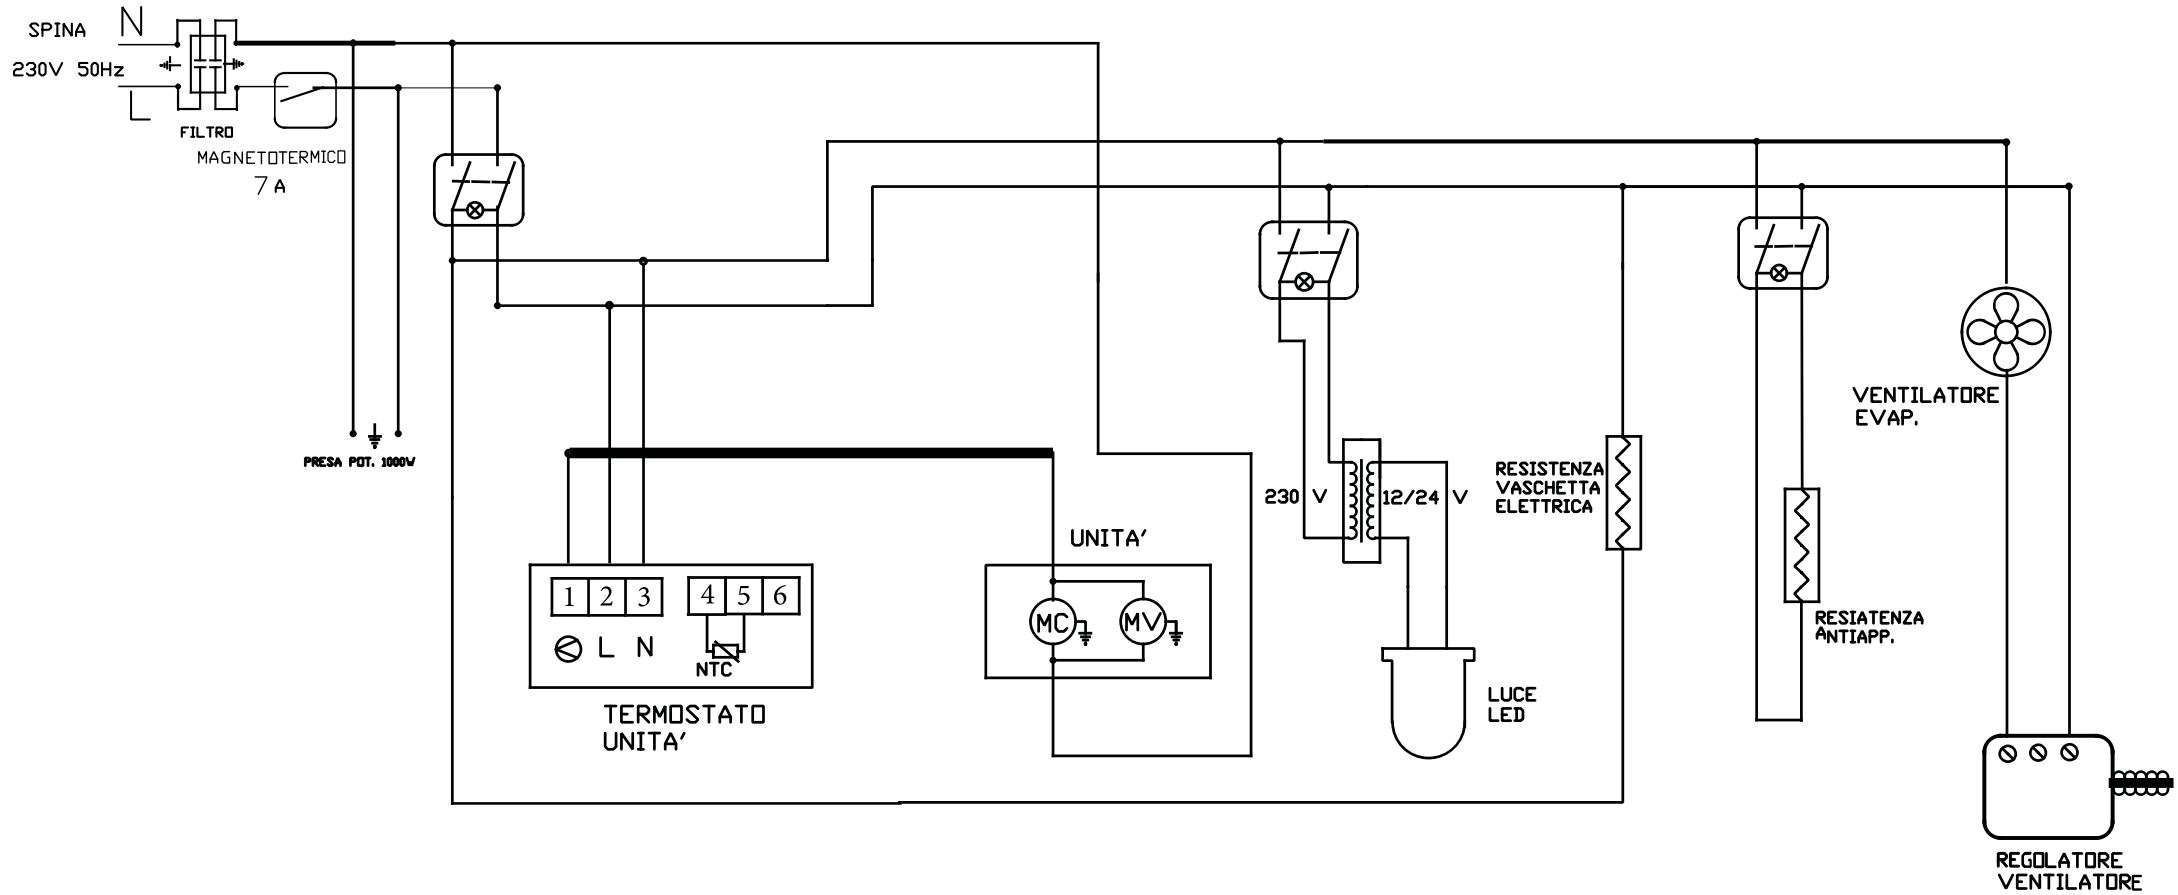 SPINA
N
230V 50Hz
L
FILTRO
MAGNETOTERMICO
7 A
PRESA POT. 1000W
1 2 3
4 5 6
L N
NTC
TERMOSTATO
UNITA'
UNITA'
MC
MV
230 V
12/24 V
LUCE
LED
RESISTENZA
VASCHETTA
ELETTRICA
RESIATENZA
ANTIAPP.
VENTILATORE
EVAP.
REGOLATORE
VENTILATORE